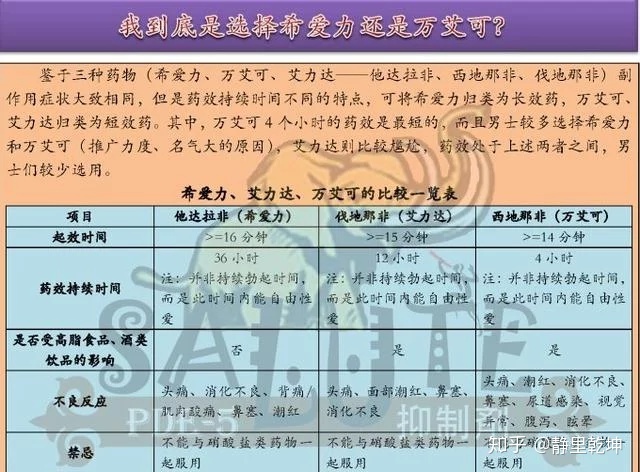 我到底是选择希爱力还是万艾可？
鉴于三种药物（希爱力、万艾可、艾力达——他达拉非、西地那非、伐地那非）副
作用症状大致相同，但是药效持续时间不同的特点，可将希爱力归类为长效药，万艾可、
艾力达归类为短效药。其中，万艾可 4 个小时的药效是最短的，而且男士较多选择希爱力
和万艾可（推广力度、名气大的原因），艾力达则比较尴尬，药效处于上述两者之间，男
士们较少选用。
希爱力、艾力达、万艾可的比较一览表
项目 他达拉非（希爱力） 伐地那非（艾力达） 西地那非（万艾可）
起效时间 >=16 分钟 >=15 分钟 >=14 分钟
药效持续时间
36 小时
注：并非持续勃起时间，
而是此时间内能自由性
爱
12 小时
注：并非持续勃起时间，
而是此时间内能自由性
爱
4 小时
注：并非持续勃起时间，
而是此时间内能自由性
爱
是否受高脂食品、酒类
饮品的影响
否 是 是
不良反应
头痛、消化不良、背痛/
肌肉酸痛、鼻塞、潮红
头痛、面部潮红、鼻塞、
消化不良
头痛、潮红、消化不良、
鼻塞、尿道感染、视觉
异常、腹泻、眩晕
禁忌
不能与硝酸盐类药物一
起服用
不能与硝酸盐类药物一
起服用
SALUTE
PDE-5 抑制剂
知乎 @静里乾坤